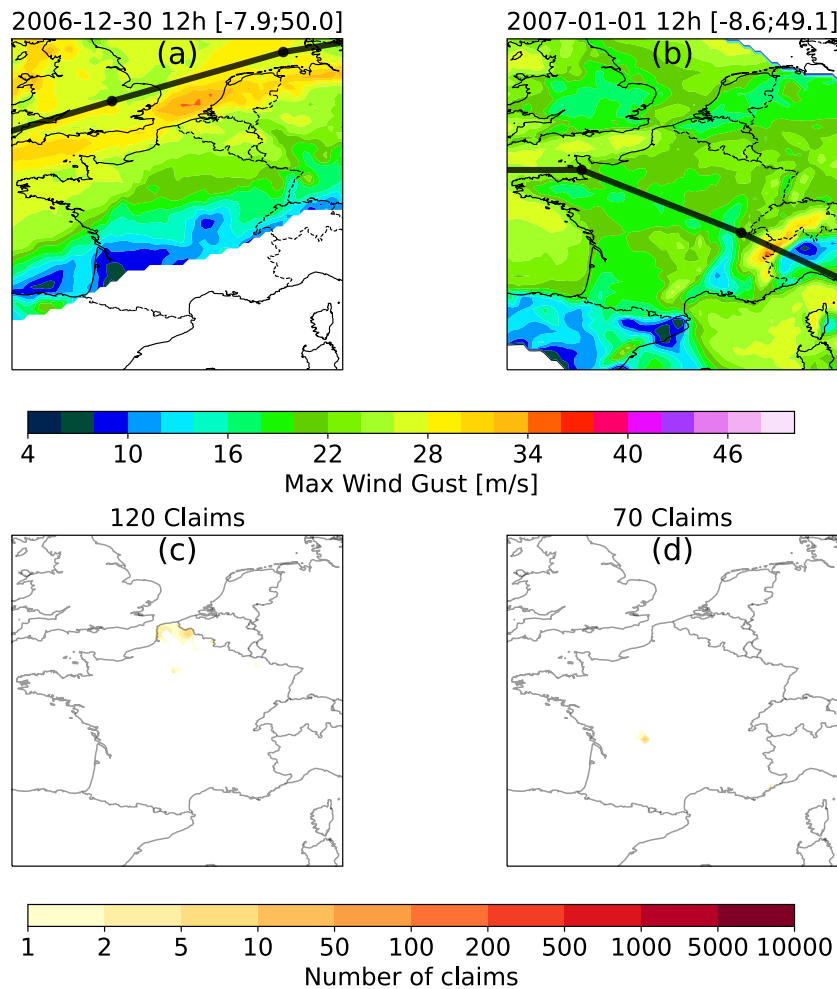 2006-12-30 12h [-7.9;50.0]
2007-01-01 12h [-8.6;49.1]
(a)
(b)
4 10 16 22 28 34 40 46
Max Wind Gust [m/s]
120 Claims
70 Claims
(c)
(d)
1 2 5 10 50 100 200 500 1000 5000 10000
Number of claims